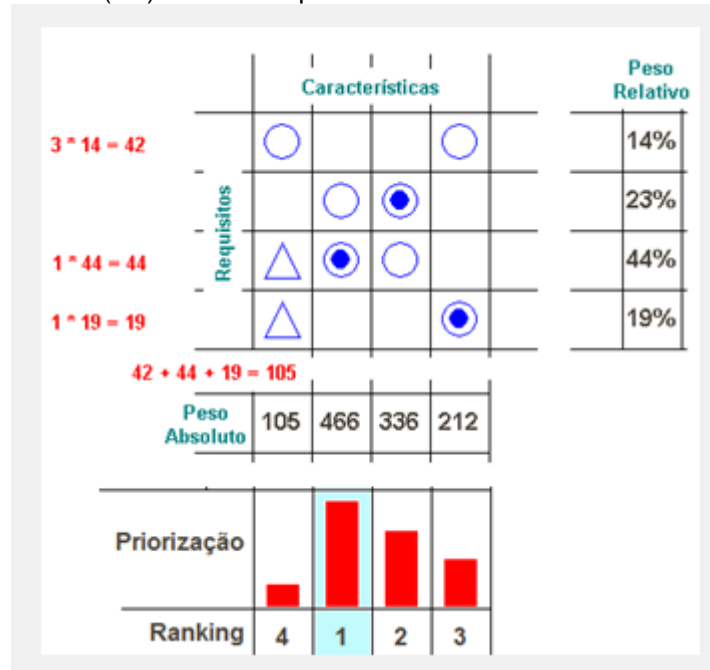 Características
Peso
Relativo
3 * 14 = 42
14%
23%
Requisitos
1 * 44 = 44
44%
1 * 19 = 19
19%
42 + 44 + 19 = 105
Peso
Absoluto
105 466 336 212
Priorização
Ranking 4 1 2 3